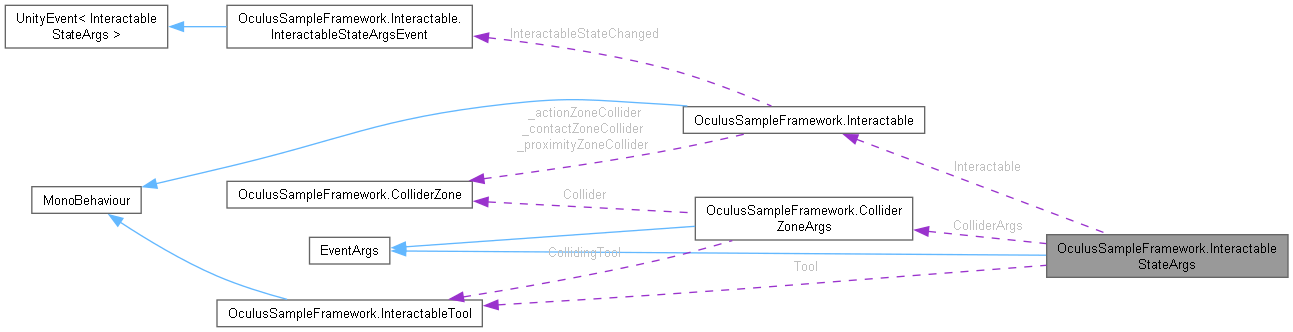 UnityEvent< Interactable
StateArgs >
OculusSampleFramework.Interactable.
InteractableStateArgsEvent
InteractableStateChanged
_actionZoneCollider
_contactZoneCollider
_proximityZoneCollider
OculusSampleFramework.Interactable
Interactable
MonoBehaviour
OculusSampleFramework.ColliderZone
Collider
OculusSampleFramework.Collider
ZoneArgs
ColliderArgs
EventArgs
CollidingTool
Tool
OculusSampleFramework.Interactable
StateArgs
OculusSampleFramework.InteractableTool